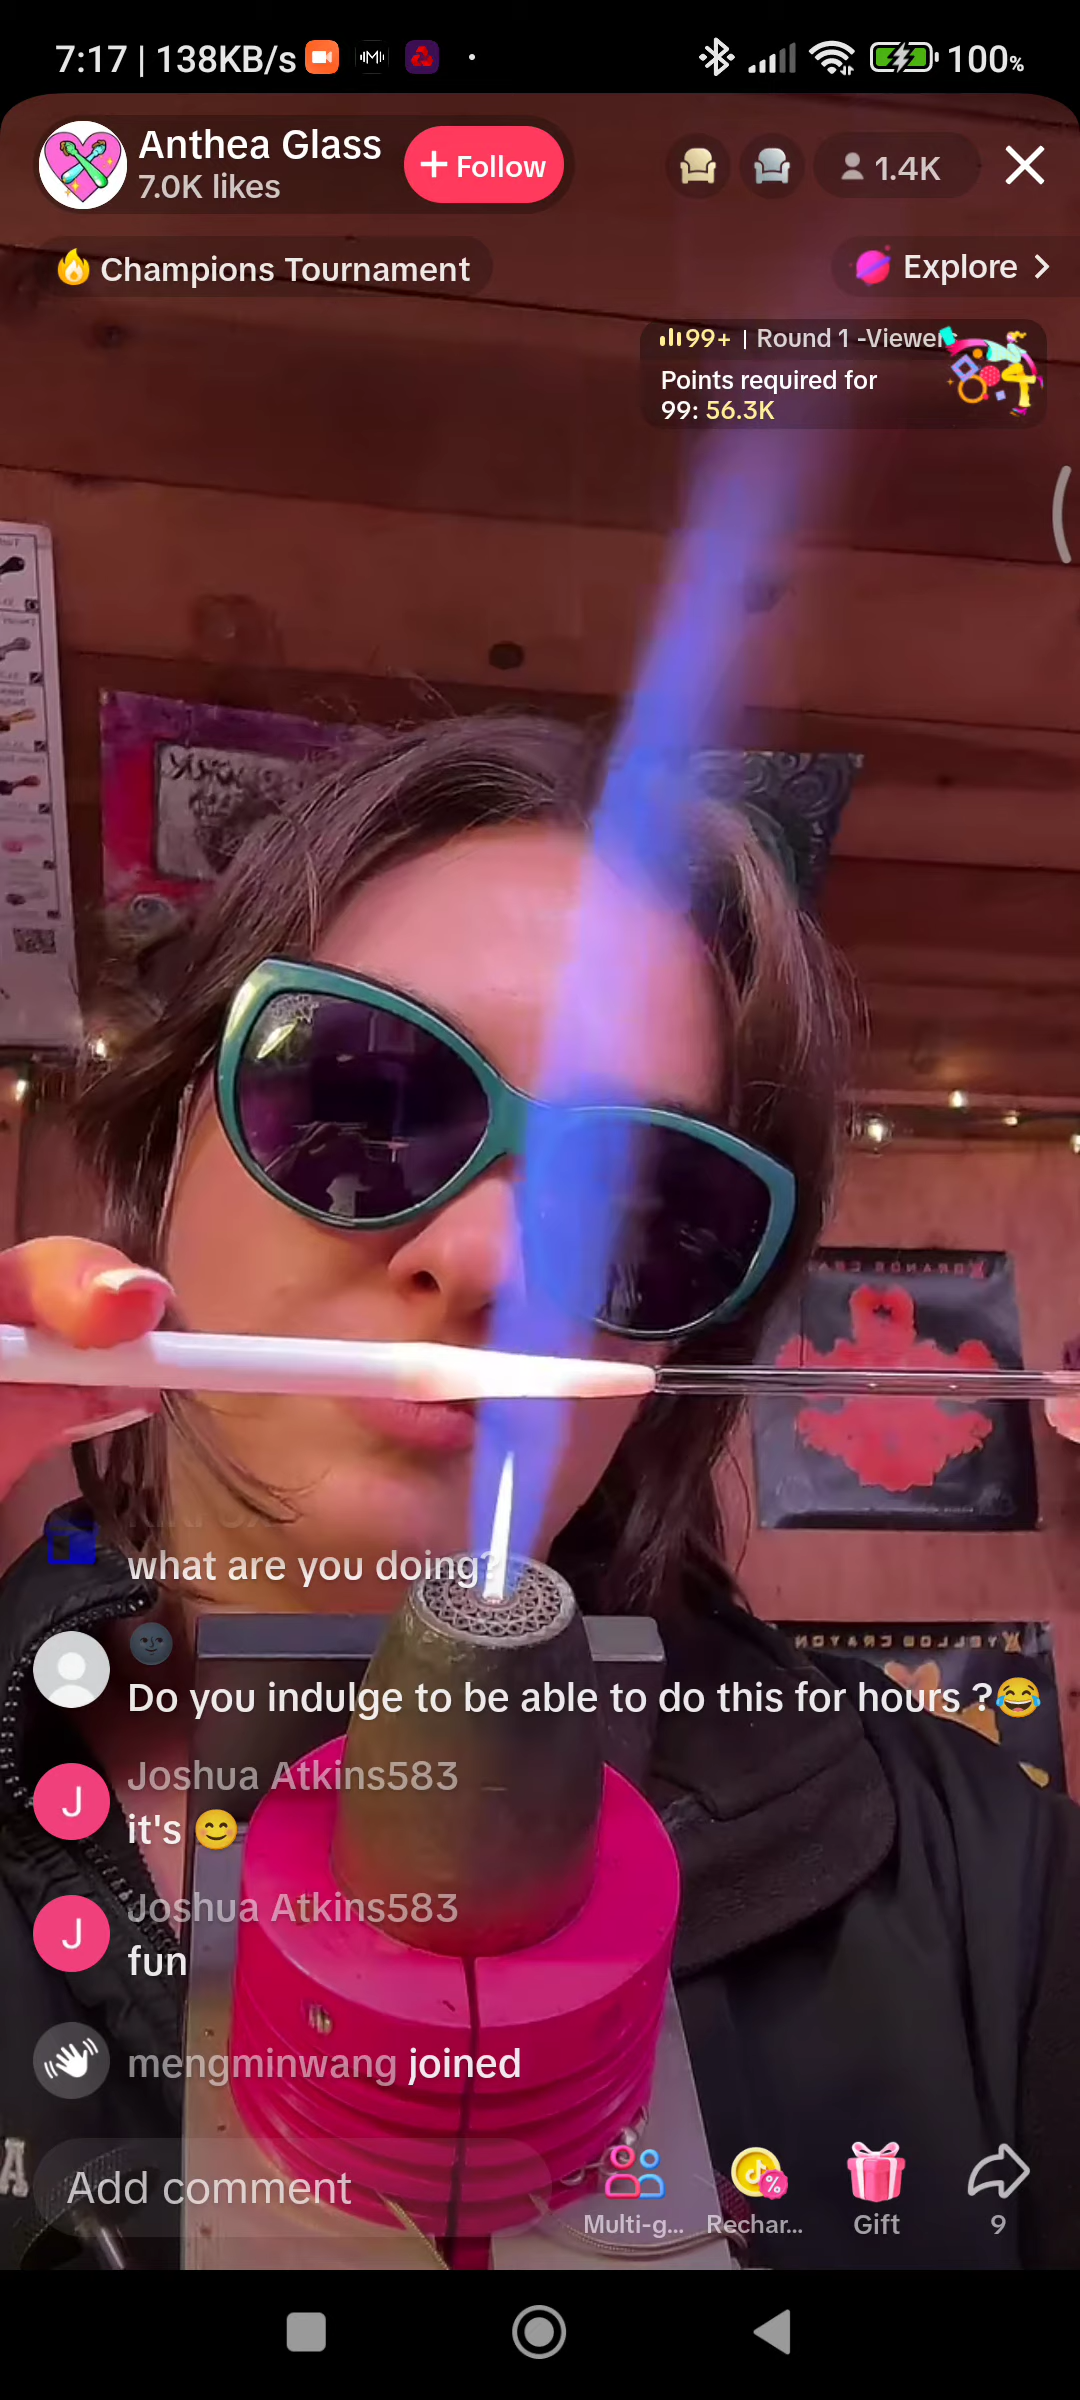 7:17 | 138KB/s
100%
Anthea Glass
7.0K likes
+ Follow
1.4K
🔥 Champions Tournament
Explore >
99+ | Round 1 -Viewer
Points required for
99: 56.3K
what are you doing?
🌚
Do you indulge to be able to do this for hours ?😂
Joshua Atkins583
J
it's 😊
Joshua Atkins583
J
fun
mengminwang joined
Add comment
Multi-g...
Rechar...
Gift
9